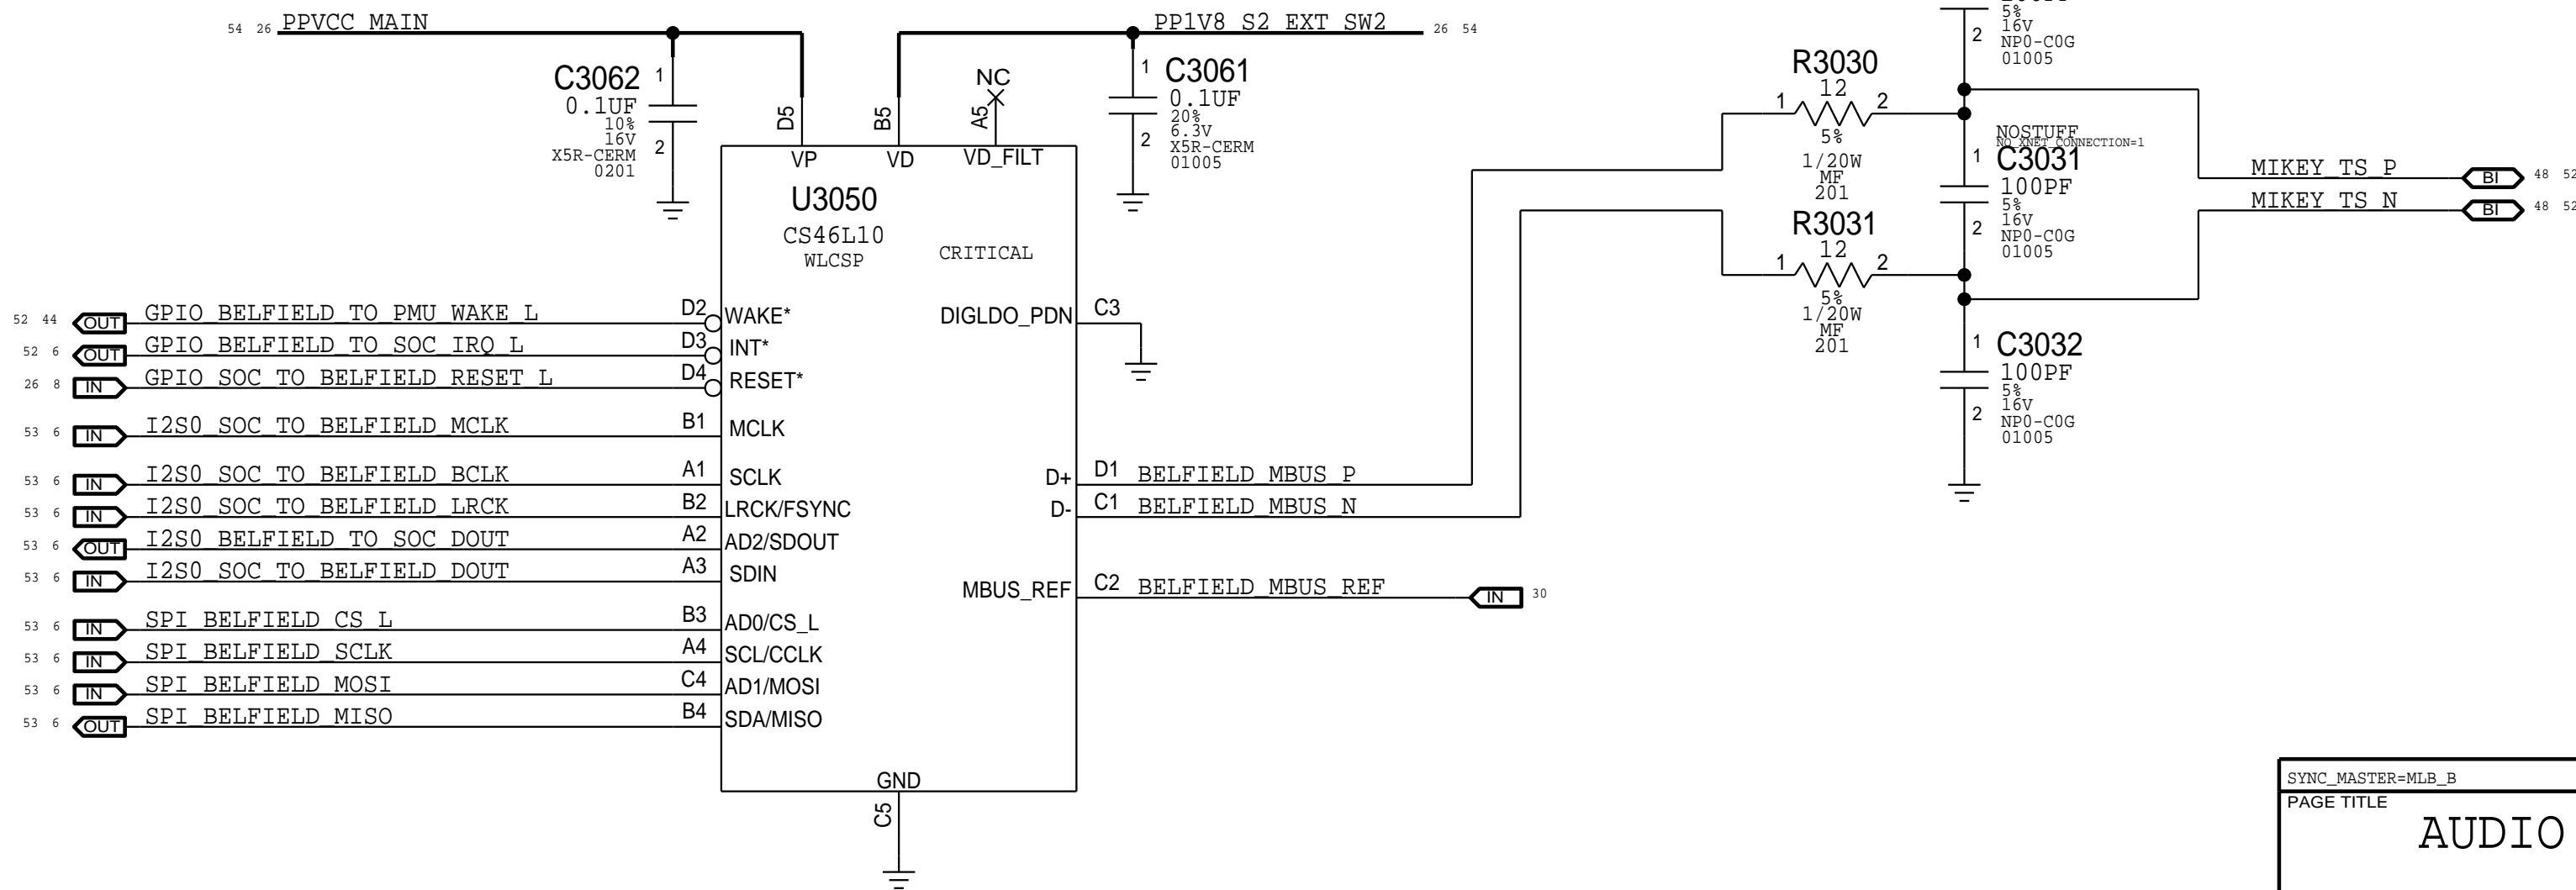 54 26 PPVCC_MAIN
PP1V8_S2_EXT_SW2 26 54
C3062
0.1UF
10%
16V
X5R-CERM
0201
1
2
D5
B5
NC
A5
1
2
C3061
0.1UF
20%
6.3V
X5R-CERM
01005
VP
VD
VD_FILT
U3050
CS46L10
WLCSP
CRITICAL
52 44 OUT GPIO_BELFIELD_TO_PMU_WAKE_L D2 WAKE*
52 6 OUT GPIO_BELFIELD_TO_SOC_IRQ_L D3 INT*
26 8 IN GPIO_SOC_TO_BELFIELD_RESET_L D4 RESET*
53 6 IN I2S0_SOC_TO_BELFIELD_MCLK B1 MCLK
53 6 IN I2S0_SOC_TO_BELFIELD_BCLK A1 SCLK
53 6 IN I2S0_SOC_TO_BELFIELD_LRCK B2 LRCK/FSYNC
53 6 OUT I2S0_BELFIELD_TO_SOC_DOUT A2 AD2/SDOUT
53 6 IN I2S0_SOC_TO_BELFIELD_DOUT A3 SDIN
53 6 IN SPI_BELFIELD_CS_L B3 AD0/CS_L
53 6 IN SPI_BELFIELD_SCLK A4 SCL/CCLK
53 6 IN SPI_BELFIELD_MOSI C4 AD1/MOSI
53 6 OUT SPI_BELFIELD_MISO B4 SDA/MISO
DIGLDO_PDN C3
D+ D1 BELFIELD_MBUS_P
D- C1 BELFIELD_MBUS_N
MBUS_REF C2 BELFIELD_MBUS_REF IN 30
GND
C5
R3030
12
1 2
5%
1/20W
MF
201
R3031
12
1 2
5%
1/20W
MF
201
2
5%
16V
NP0-C0G
01005
NOSTUFF
NO_XNET_CONNECTION=1
1
2
C3031
100PF
5%
16V
NP0-C0G
01005
1
2
C3032
100PF
5%
16V
NP0-C0G
01005
MIKEY_TS_P BI 48 52
MIKEY_TS_N BI 48 52
SYNC_MASTER=MLB_B
PAGE TITLE
AUDIO